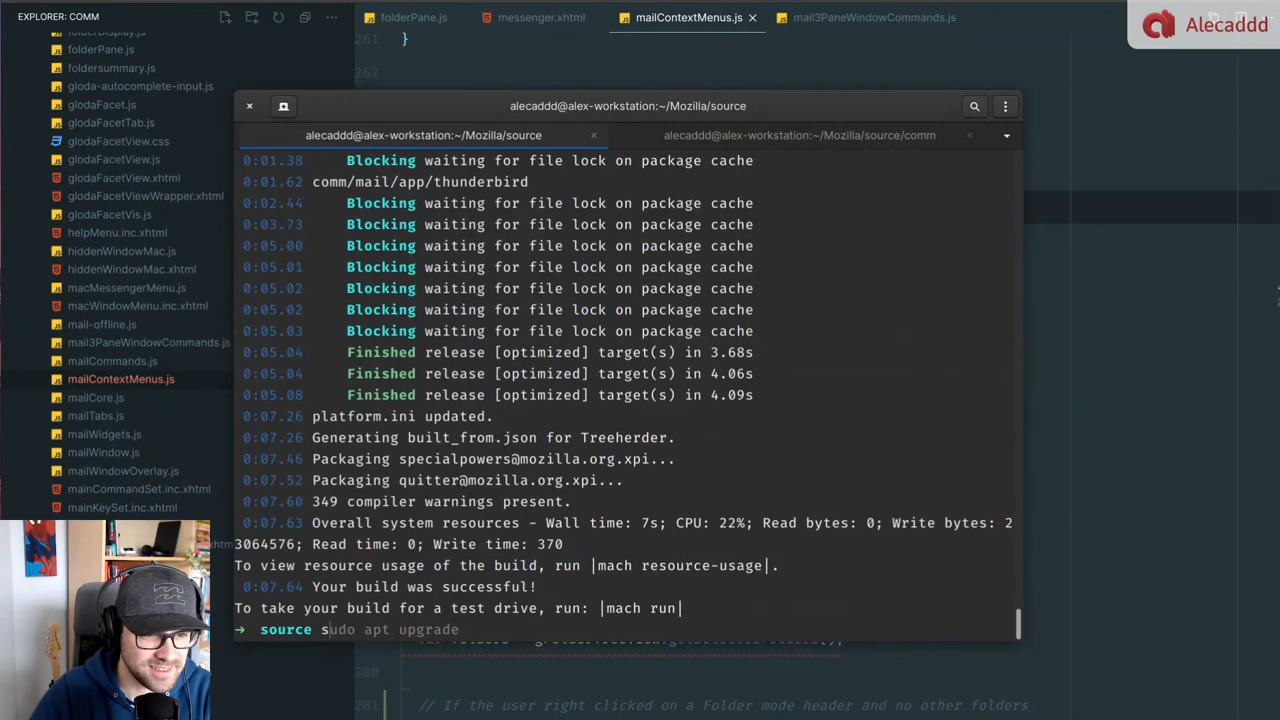 EXPLORER: COMM
folderPane.js
messenger.xhtml
mailContextMenus.js
mail3PaneWindowCommands.js
Alecaddd
261 }
262
folderDisplay.js
folderPane.js
foldersummary.js
gloda-autocomplete-input.js
glodaFacet.js
glodaFacetTab.js
glodaFacetView.css
glodaFacetView.js
glodaFacetView.xhtml
glodaFacetViewWrapper.xhtml
glodaFacetVis.js
helpMenu.inc.xhtml
hiddenWindowMac.js
hiddenWindowMac.xhtml
macMessengerMenu.js
macWindowMenu.inc.xhtml
mail-offline.js
mail3PaneWindowCommands.js
mailCommands.js
mailContextMenus.js
mailCore.js
mailTabs.js
mailWidgets.js
mailWindow.js
mailWindowOverlay.js
mainCommandSet.inc.xhtml
mainKeySet.inc.xhtml
alecaddd@alex-workstation:~/Mozilla/source
alecaddd@alex-workstation:~/Mozilla/source
alecaddd@alex-workstation:~/Mozilla/source/comm
0:01.38 Blocking waiting for file lock on package cache
0:01.62 comm/mail/app/thunderbird
0:02.44 Blocking waiting for file lock on package cache
0:03.73 Blocking waiting for file lock on package cache
0:05.00 Blocking waiting for file lock on package cache
0:05.01 Blocking waiting for file lock on package cache
0:05.02 Blocking waiting for file lock on package cache
0:05.02 Blocking waiting for file lock on package cache
0:05.03 Blocking waiting for file lock on package cache
0:05.04 Finished release [optimized] target(s) in 3.68s
0:05.04 Finished release [optimized] target(s) in 4.06s
0:05.08 Finished release [optimized] target(s) in 4.09s
0:07.26 platform.ini updated.
0:07.26 Generating built_from.json for Treeherder.
0:07.46 Packaging specialpowers@mozilla.org.xpi...
0:07.52 Packaging quitter@mozilla.org.xpi...
0:07.60 349 compiler warnings present.
0:07.63 Overall system resources - Wall time: 7s; CPU: 22%; Read bytes: 0; Write bytes: 2
3064576; Read time: 0; Write time: 370
To view resource usage of the build, run |mach resource-usage|.
0:07.64 Your build was successful!
To take your build for a test drive, run: |mach run|
→ source sudo apt upgrade
280
281 // If the user right clicked on a Folder mode header and no other folders